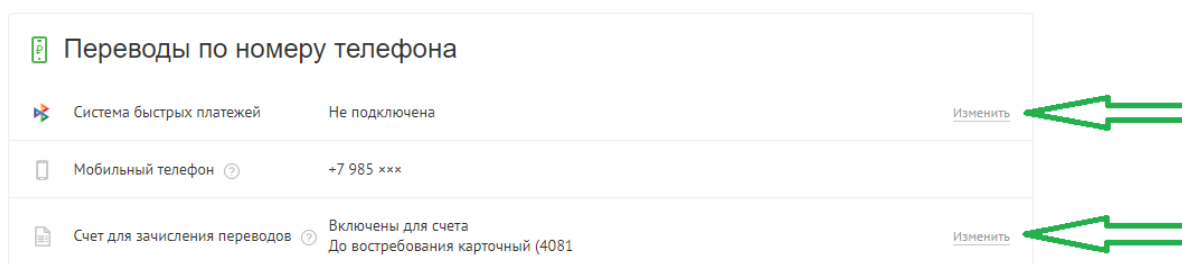 Переводы по номеру телефона
Система быстрых платежей Не подключена Изменить
Мобильный телефон ? +7 985 ×××
Счет для зачисления переводов ? Включены для счета
До востребования карточный (4081 Изменить